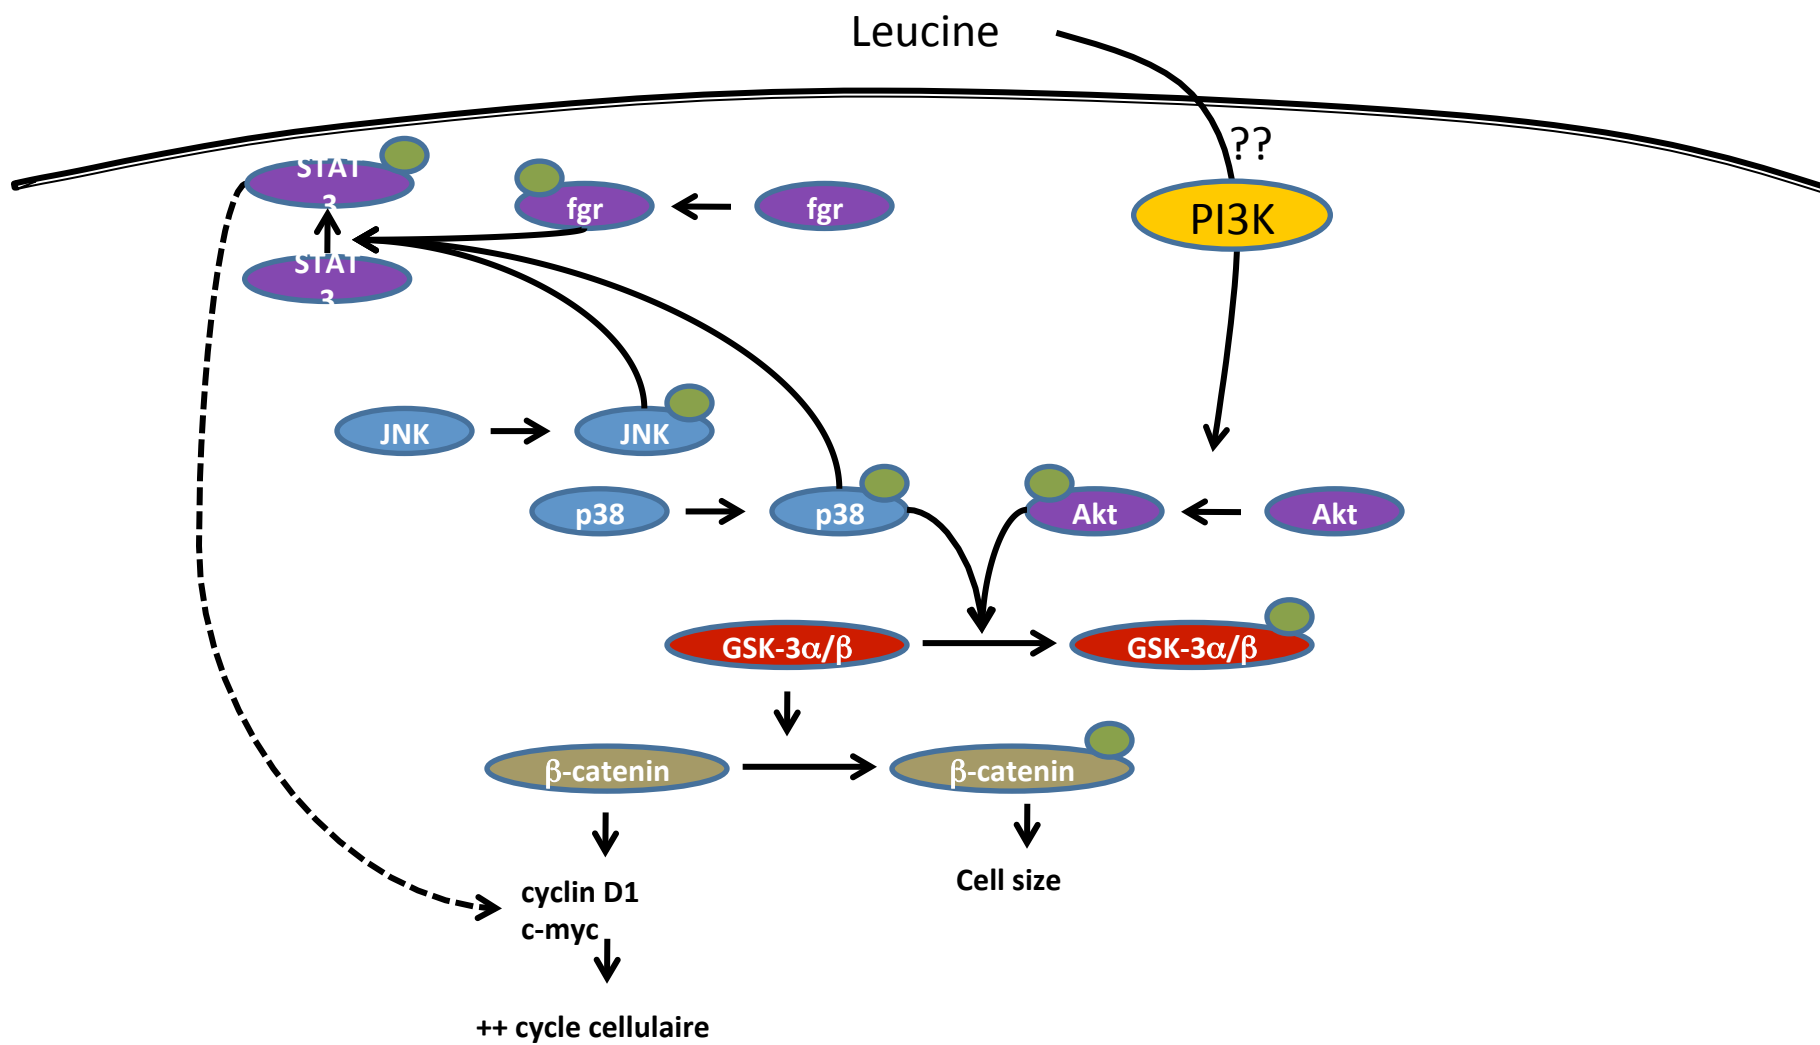 Leucine
??
STAT
3
fgr
fgr
PI3K
STAT
3
JNK
JNK
p38
p38
Akt
Akt
GSK-3α/β
GSK-3α/β
β-catenin
β-catenin
Cell size
cyclin D1
c-myc
++ cycle cellulaire